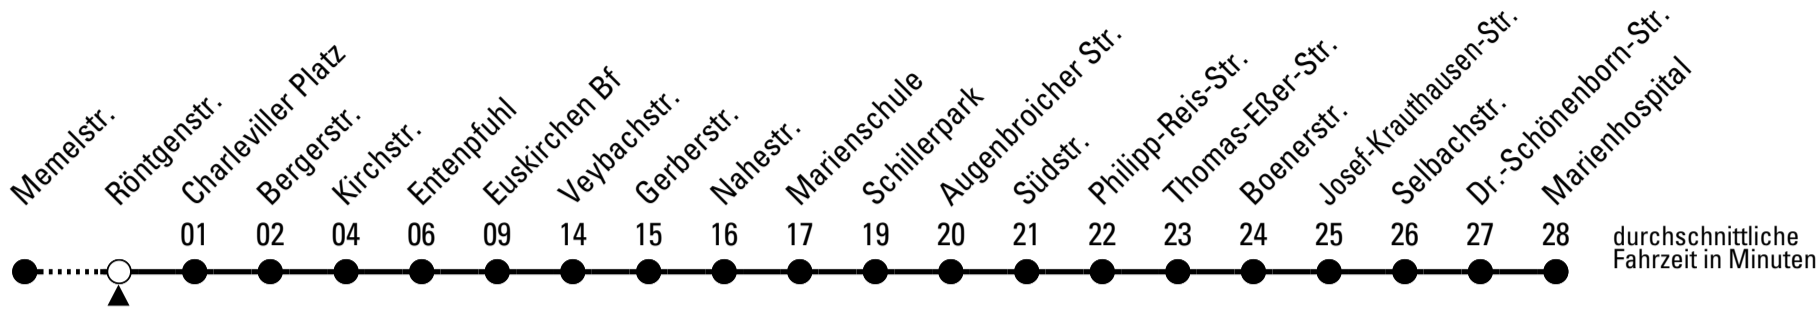 Memelstr.
Röntgenstr.
Charleviller Platz
Bergerstr.
Kirchstr.
Entenpfuhl
Euskirchen Bf
Veybachstr.
Gerberstr.
Nahestr.
Marienschule
Schillerpark
Augenbroicher Str.
Südstr.
Philipp-Reis-Str.
Thomas-Eßer-Str.
Boenerstr.
Josef-Krauthausen-Str.
Selbachstr.
Dr.-Schönenborn-Str.
Marienhospital
01 02 04 06 09 14 15 16 17 19 20 21 22 23 24 25 26 27 28
durchschnittliche
Fahrzeit in Minuten